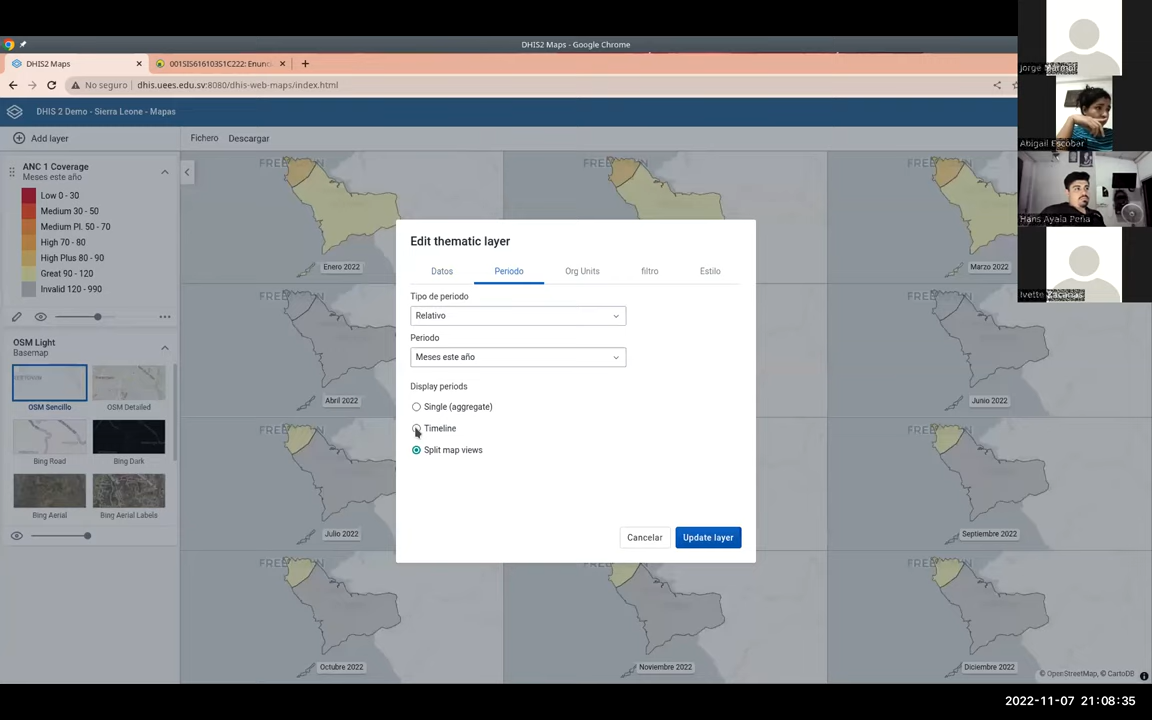 DHIS2 Maps - Google Chrome
DHIS2 Maps
001SIS616103S1C222: Enun
No seguro
dhis.uees.edu.sv:8080/dhis-web-maps/index.html
DHIS 2 Demo - Sierra Leone - Mapas
Add layer
Fichero
Descargar
ANC 1 Coverage
Meses este año
Low 0 - 30
Medium 30 - 50
Medium Pl. 50 - 70
High 70 - 80
High Plus 80 - 90
Great 90 - 120
Invalid 120 - 990
OSM Light
Basemap
OSM Sencillo
OSM Detailed
Bing Road
Bing Dark
Bing Aerial
Bing Aerial Labels
Enero 2022
Marzo 2022
Abril 2022
Junio 2022
Julio 2022
Septiembre 2022
Octubre 2022
Noviembre 2022
Diciembre 2022
Edit thematic layer
Datos
Periodo
Org Units
filtro
Estilo
Tipo de periodo
Relativo
Periodo
Meses este año
Display periods
Single (aggregate)
Timeline
Split map views
Cancelar
Update layer
© OpenStreetMap, © CartoDB
Jorge
Abigail Escobar
Hans Ayala Peña
Ivette Zacarias
2022-11-07 21:08:35